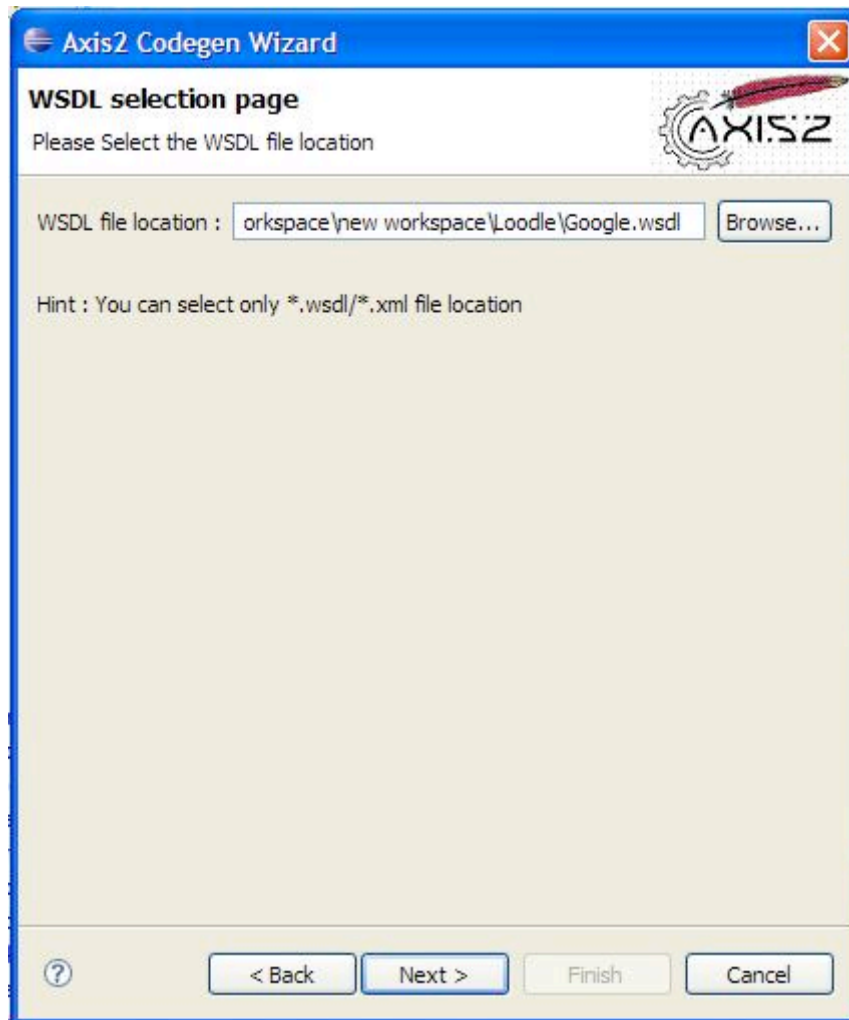 Axis2 Codegen Wizard
WSDL selection page
Please Select the WSDL file location
AXIS2
WSDL file location : orkspace\new workspace\Loodle\Google.wsdl Browse...
Hint : You can select only *.wsdl/*.xml file location
? < Back Next > Finish Cancel